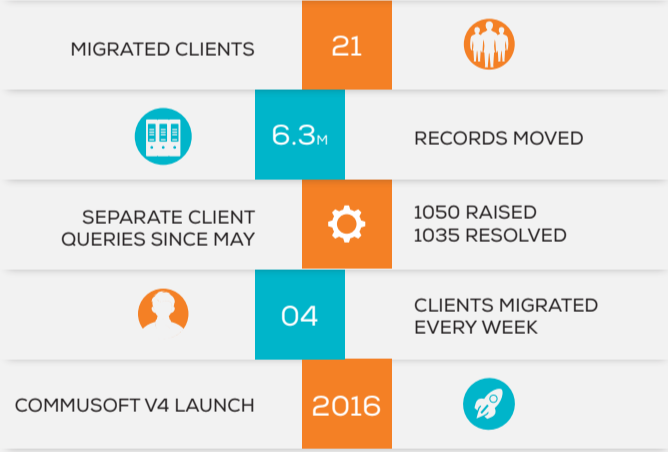 MIGRATED CLIENTS 21
6.3M RECORDS MOVED
SEPARATE CLIENT
QUERIES SINCE MAY
1050 RAISED
1035 RESOLVED
04
CLIENTS MIGRATED
EVERY WEEK
COMMUSOFT V4 LAUNCH 2016